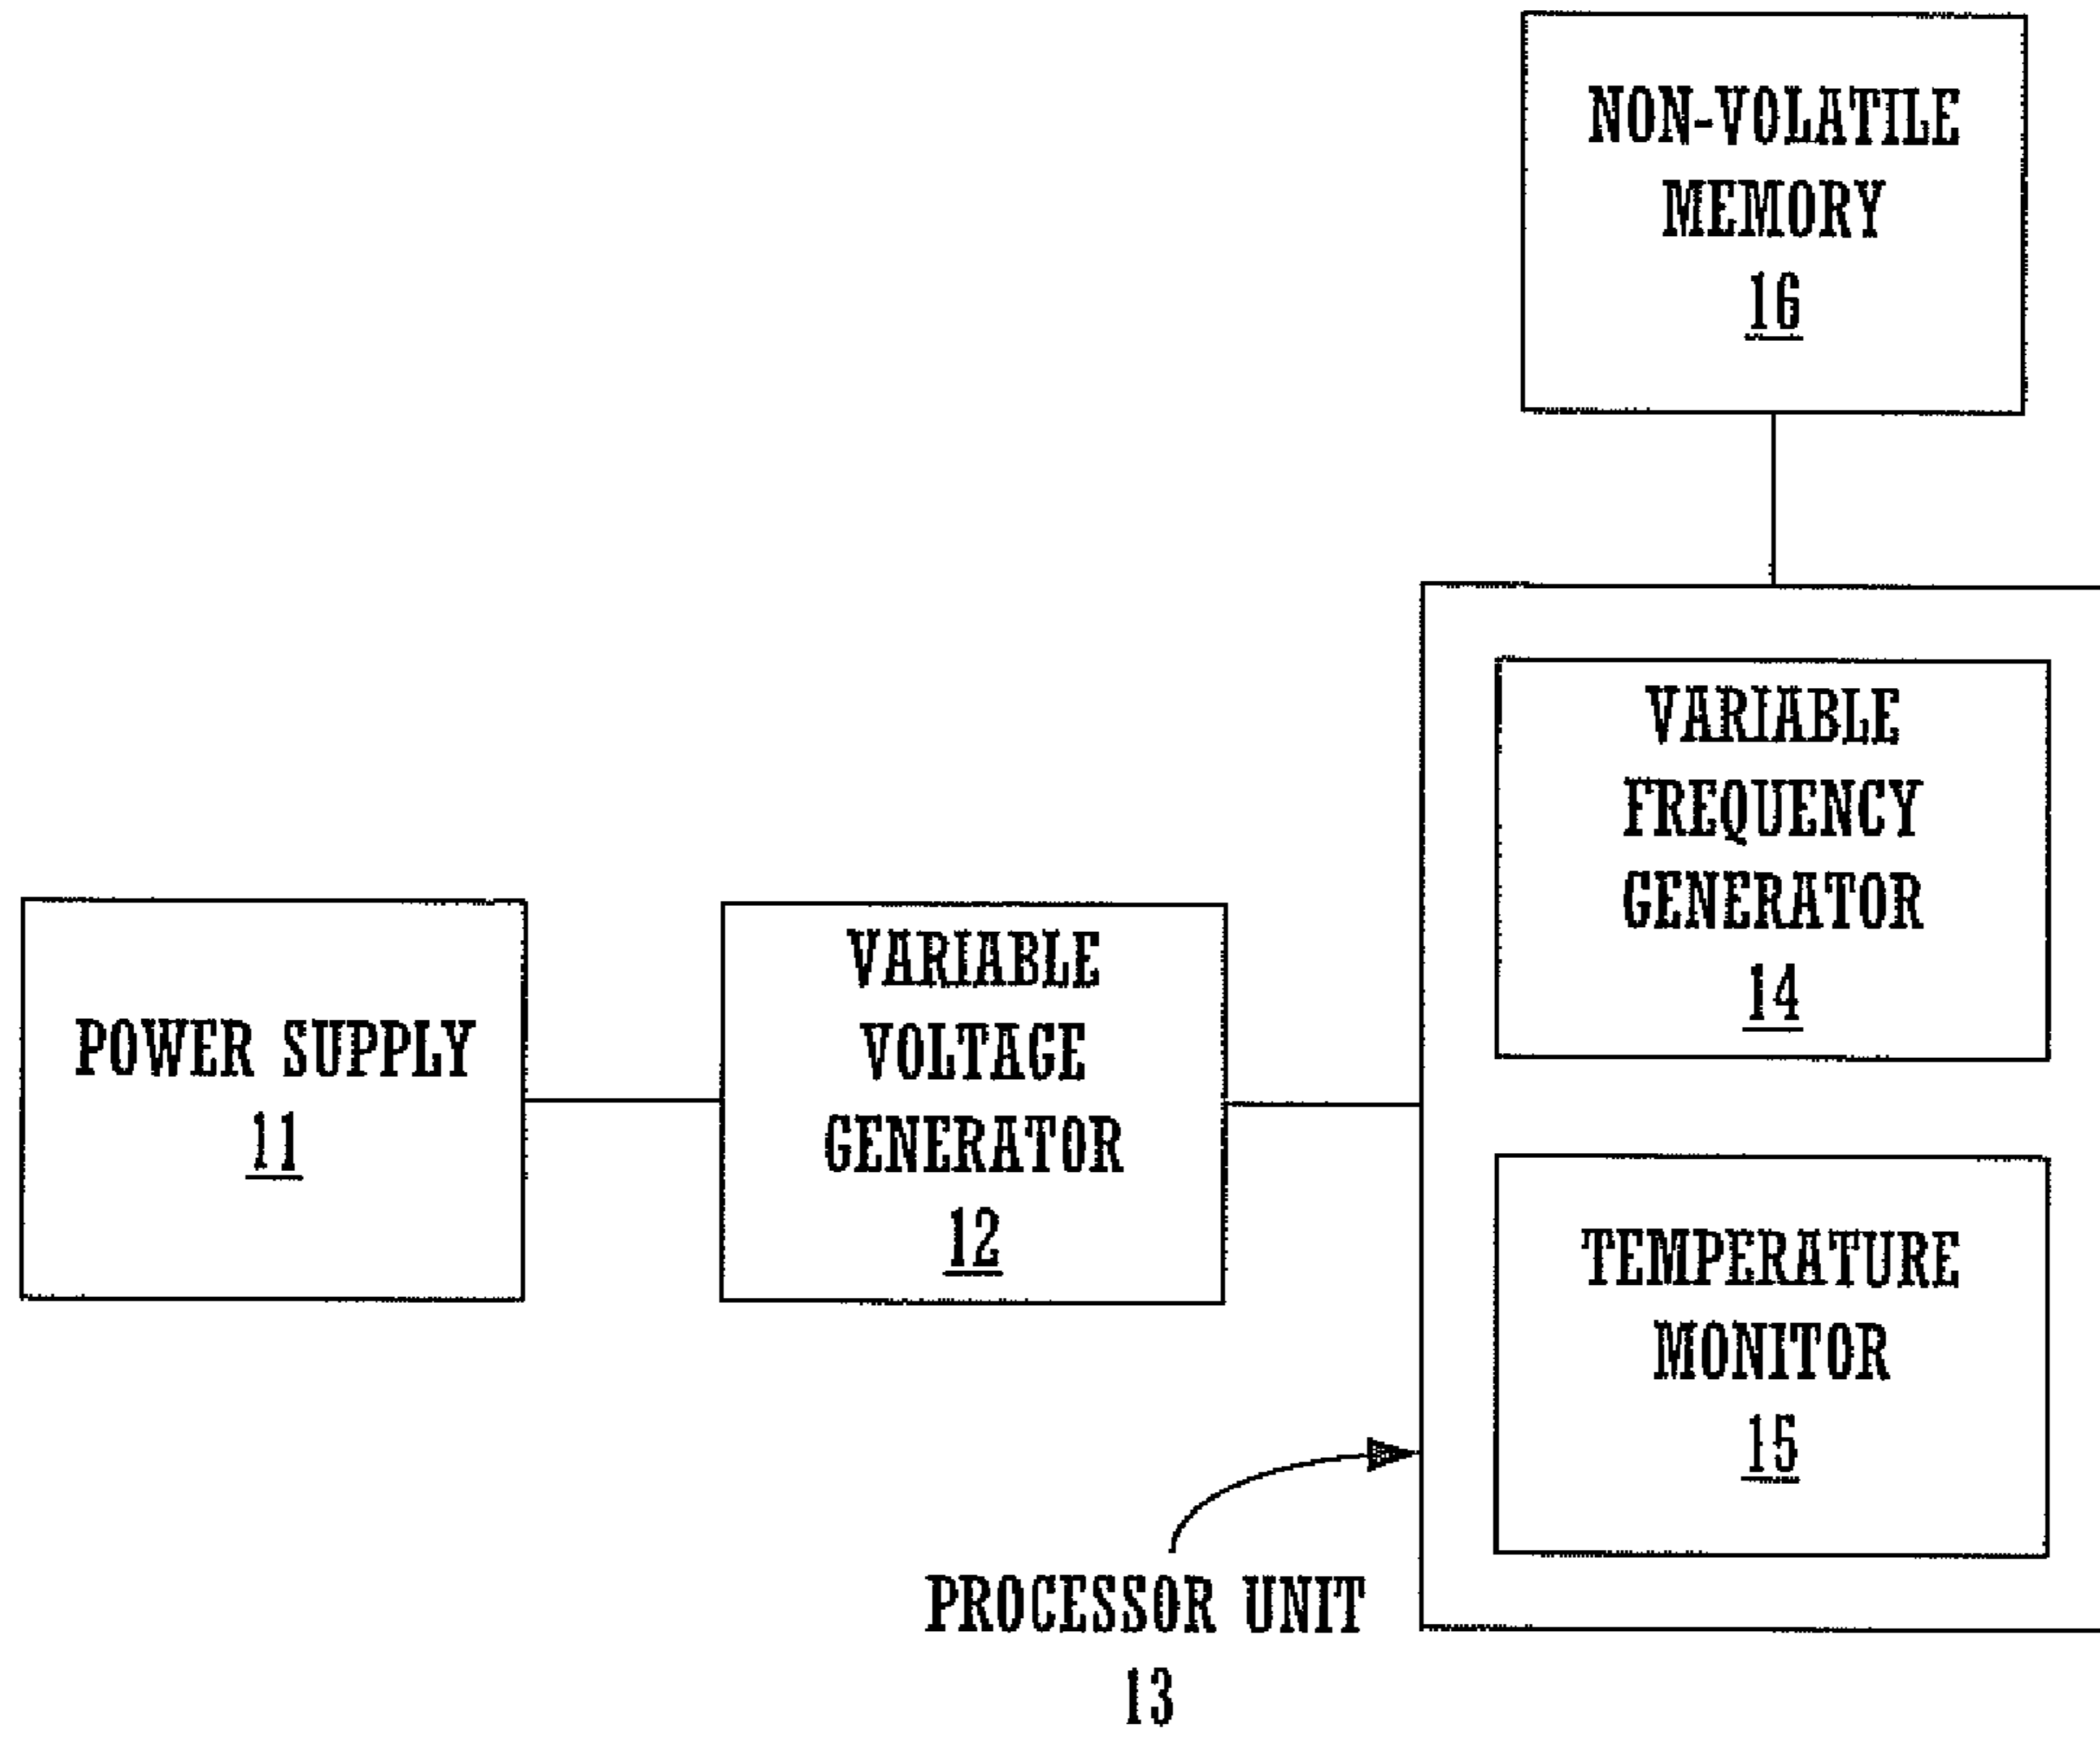 NON-VOLATILE
MEMORY
16
VARIABLE
FREQUENCY
GENERATOR
14
POWER SUPPLY
11
VARIABLE
VOLTAGE
GENERATOR
12
TEMPERATURE
MONITOR
15
PROCESSOR UNIT
13